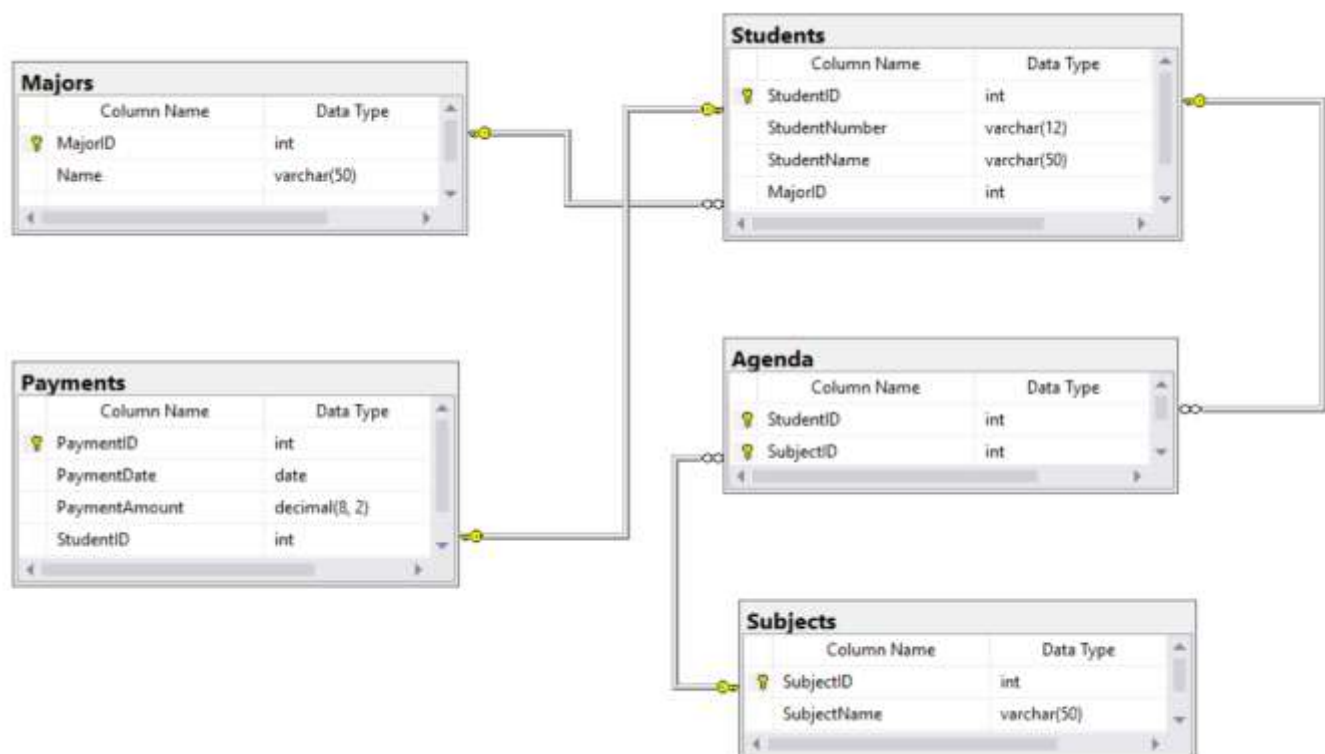 Majors
Column Name Data Type
MajorID int
Name varchar(50)
Students
Column Name Data Type
StudentID int
StudentNumber varchar(12)
StudentName varchar(50)
MajorID int
Payments
Column Name Data Type
PaymentID int
PaymentDate date
PaymentAmount decimal(8, 2)
StudentID int
Agenda
Column Name Data Type
StudentID int
SubjectID int
Subjects
Column Name Data Type
SubjectID int
SubjectName varchar(50)